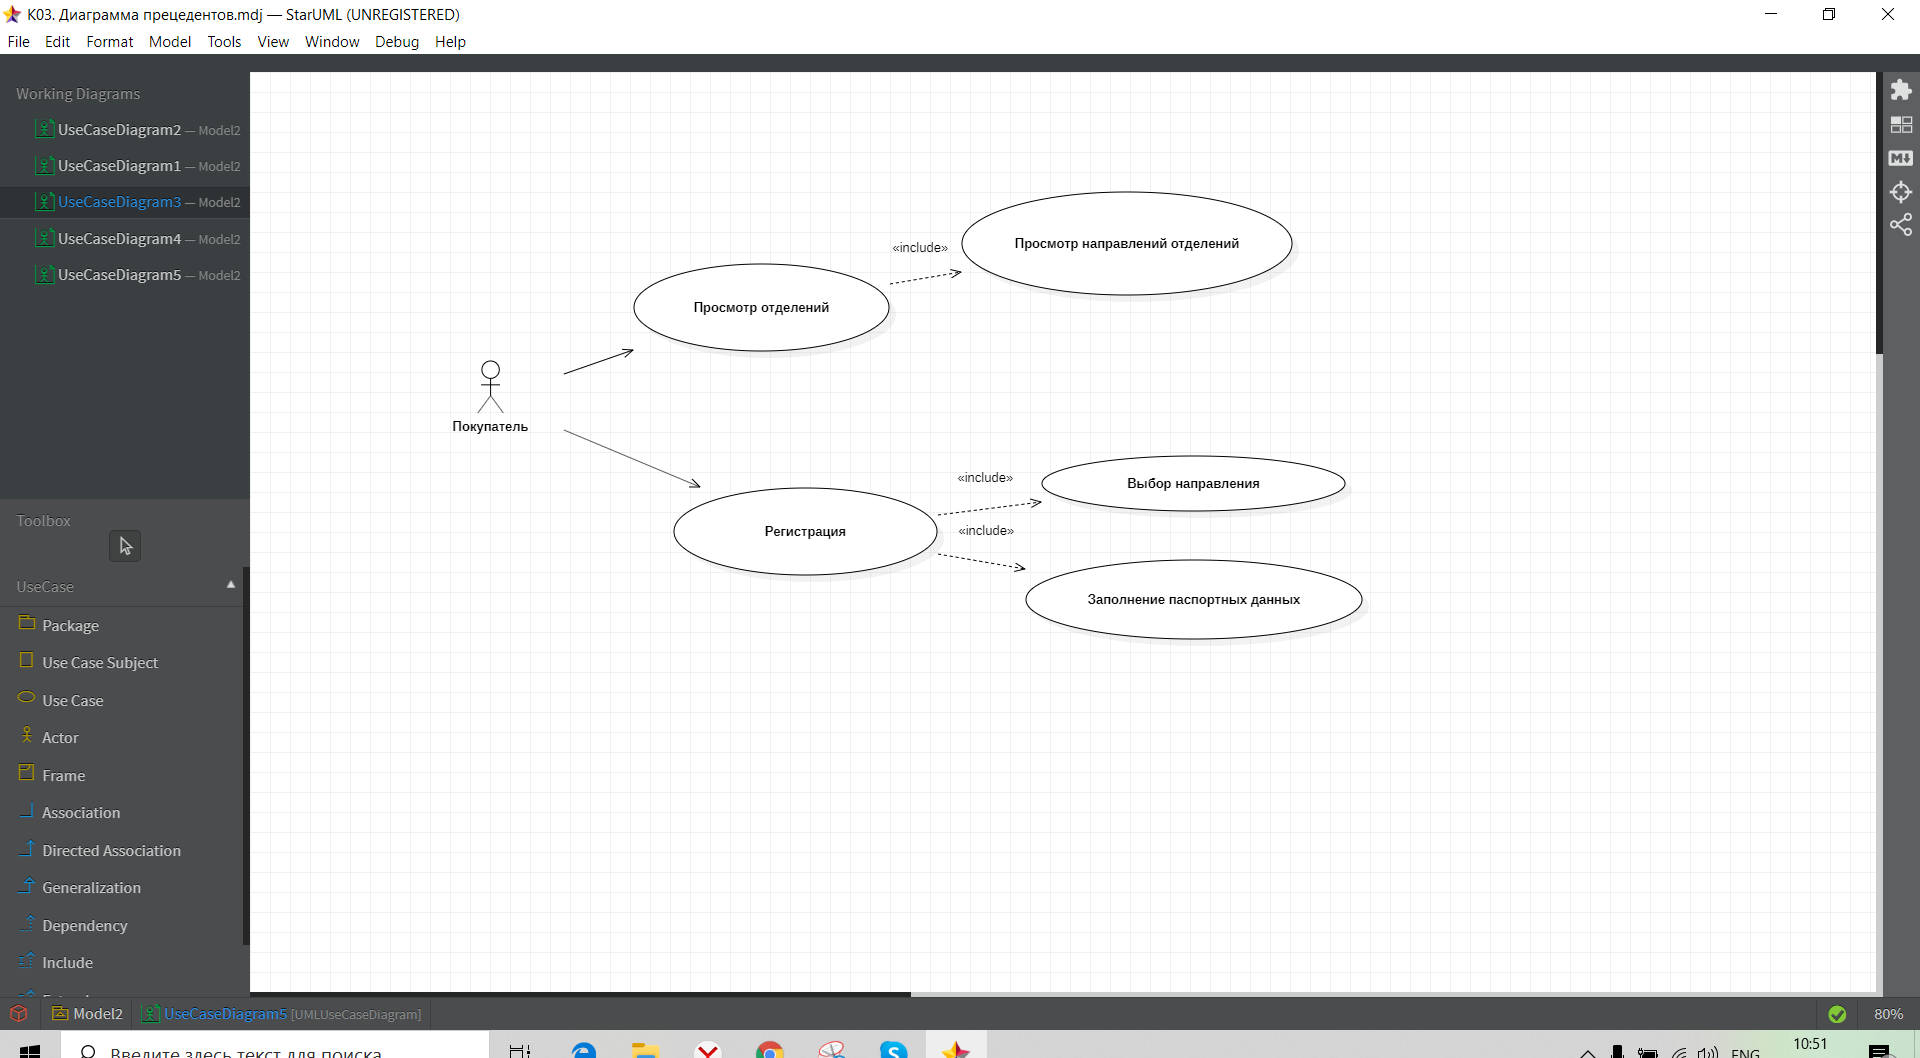 K03. Диаграмма прецедентов.mdj — StarUML (UNREGISTERED)
File Edit Format Model Tools View Window Debug Help
Working Diagrams
UseCaseDiagram2 — Model2
UseCaseDiagram1 — Model2
UseCaseDiagram3 — Model2
UseCaseDiagram4 — Model2
UseCaseDiagram5 — Model2
Toolbox
UseCase
Package
Use Case Subject
Use Case
Actor
Frame
Association
Directed Association
Generalization
Dependency
Include
«include»
Просмотр направлений отделений
Просмотр отделений
Покупатель
«include»
Выбор направления
Регистрация
«include»
Заполнение паспортных данных
Model2
UseCaseDiagram5 [UMLUseCaseDiagram]
80%
Введите здесь текст для поиска
ENG
10:51